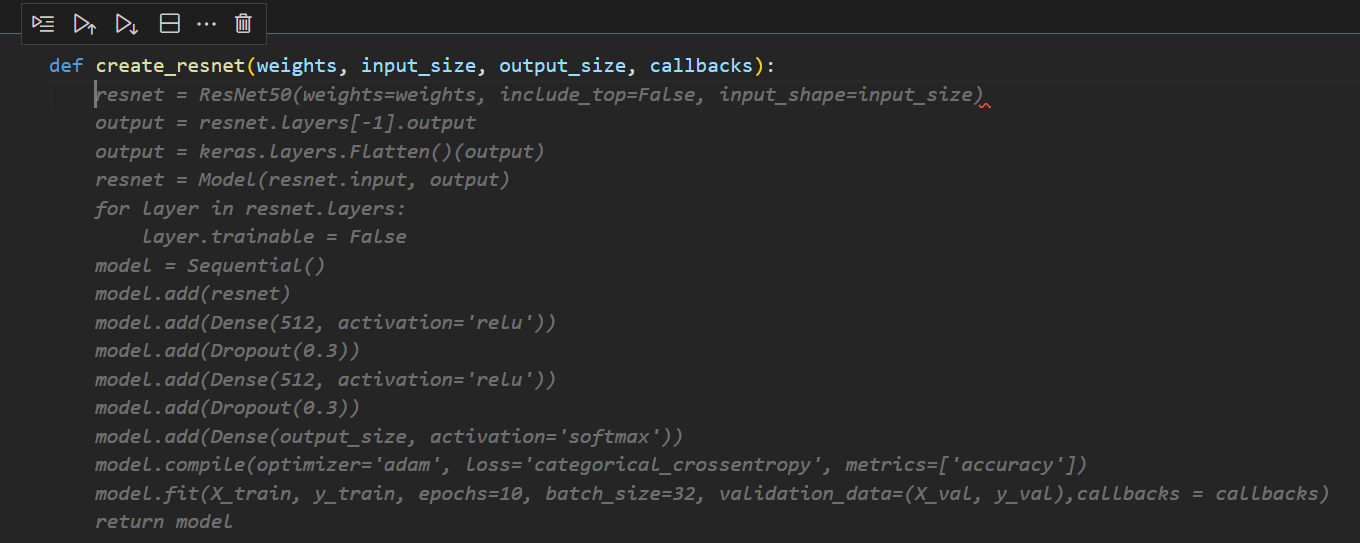 def create_resnet(weights, input_size, output_size, callbacks):
    resnet = ResNet50(weights=weights, include_top=False, input_shape=input_size)
    output = resnet.layers[-1].output
    output = keras.layers.Flatten()(output)
    resnet = Model(resnet.input, output)
    for layer in resnet.layers:
        layer.trainable = False
    model = Sequential()
    model.add(resnet)
    model.add(Dense(512, activation='relu'))
    model.add(Dropout(0.3))
    model.add(Dense(512, activation='relu'))
    model.add(Dropout(0.3))
    model.add(Dense(output_size, activation='softmax'))
    model.compile(optimizer='adam', loss='categorical_crossentropy', metrics=['accuracy'])
    model.fit(X_train, y_train, epochs=10, batch_size=32, validation_data=(X_val, y_val),callbacks = callbacks)
    return model